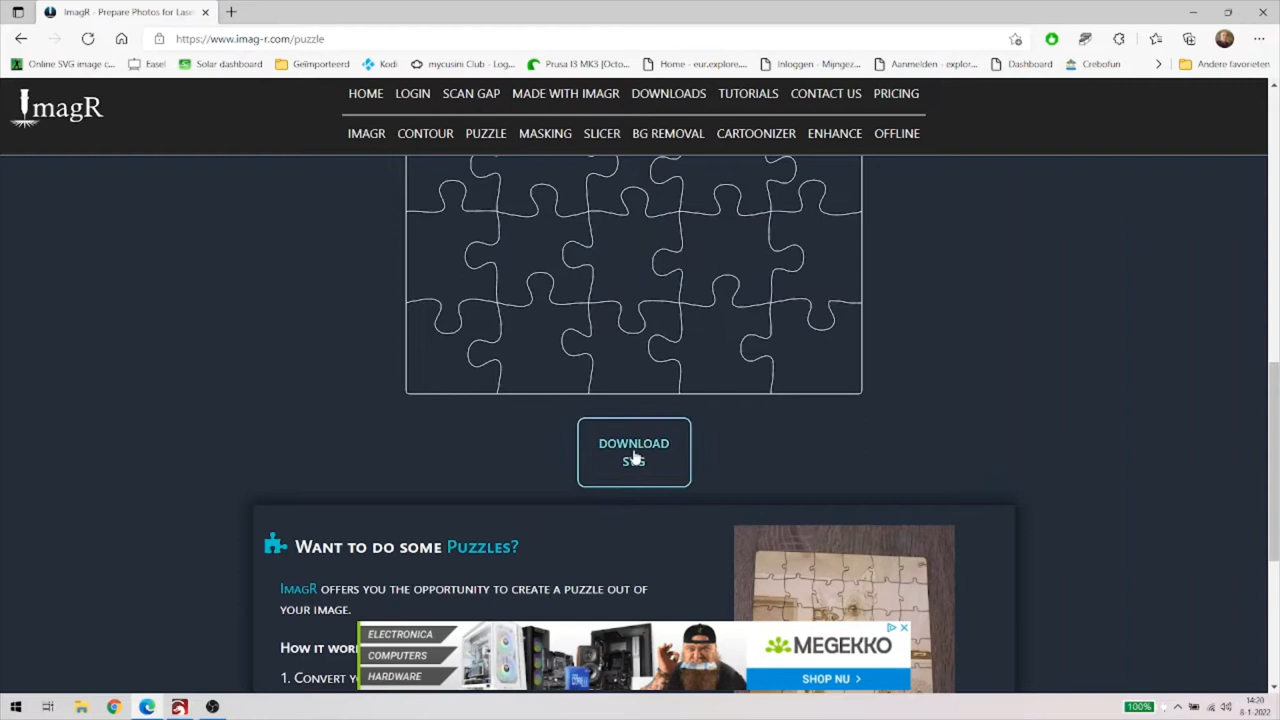 ImagR - Prepare Photos for Lase
https://www.imag-r.com/puzzle
Online SVG image c...
Easel
Solar dashboard
Geïmporteerd
Kodi
mycusini Club - Log...
Prusa I3 MK3 [Octo...
Home - eur.explore...
Inloggen - Mijngez...
Aanmelden - explor...
Dashboard
Crebofun
Andere favorieten
ImagR
HOME LOGIN SCAN GAP MADE WITH IMAGR DOWNLOADS TUTORIALS CONTACT US PRICING
IMAGR CONTOUR PUZZLE MASKING SLICER BG REMOVAL CARTOONIZER ENHANCE OFFLINE
DOWNLOAD
SVG
WANT TO DO SOME PUZZLES?
IMAGR OFFERS YOU THE OPPORTUNITY TO CREATE A PUZZLE OUT OF
YOUR IMAGE.
HOW IT WOR
1. CONVERT Y
ELECTRONICA
COMPUTERS
HARDWARE
MEGEKKO
SHOP NU
100%
14:20
8-1-2022